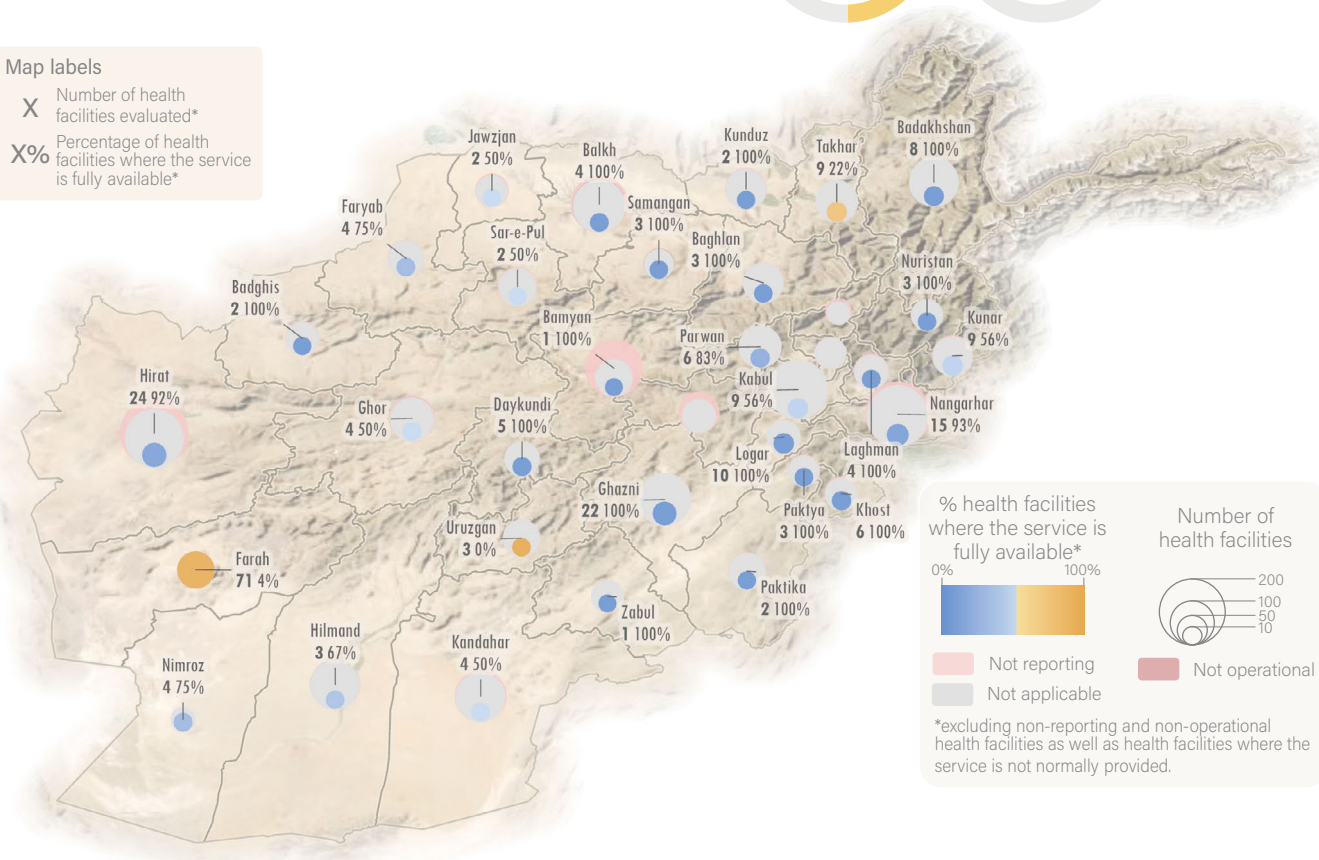 Map labels
X Number of health
facilities evaluated*
X% Percentage of health
facilities where the service
is fully available*
Jawzjan
2 50%
Balkh
4 100%
Kunduz
2 100%
Takhar
9 22%
Badakhshan
8 100%
Faryab
4 75%
Sar-e-Pul
2 50%
Samangan
3 100%
Baghlan
3 100%
Nuristan
3 100%
Badghis
2 100%
Bamyan
1 100%
Parwan
6 83%
Kunar
9 56%
Hirat
24 92%
Ghor
4 50%
Daykundi
5 100%
Kabul
9 56%
Nangarhar
15 93%
Logar
10 100%
Laghman
4 100%
Ghazni
22 100%
Paktya
3 100%
Khost
6 100%
Uruzgan
3 0%
Farah
71 4%
Zabul
1 100%
Paktika
2 100%
Hilmand
3 67%
Kandahar
4 50%
Nimroz
4 75%
% health facilities
where the service is
fully available*
0% 100%
Number of
health facilities
200
100
50
10
Not reporting
Not operational
Not applicable
*excluding non-reporting and non-operational
health facilities as well as health facilities where the
service is not normally provided.